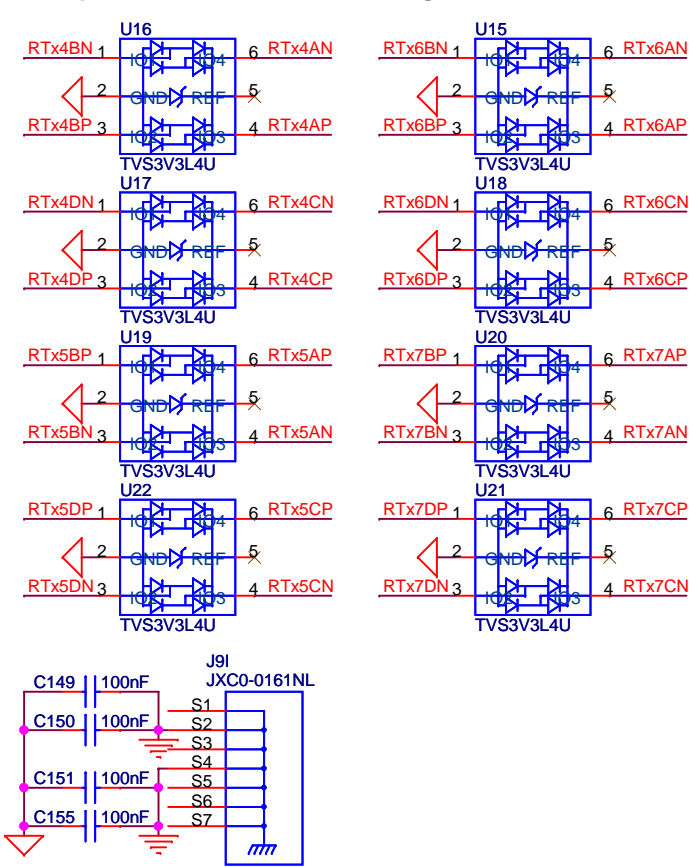 U16
RTx4BN 1 IO1 IO4 6 RTx4AN
2 GND REF 5
RTx4BP 3 IO2 IO3 4 RTx4AP
TVS3V3L4U
U15
RTx6BN 1 IO1 IO4 6 RTx6AN
2 GND REF 5
RTx6BP 3 IO2 IO3 4 RTx6AP
TVS3V3L4U
U17
RTx4DN 1 IO1 IO4 6 RTx4CN
2 GND REF 5
RTx4DP 3 IO2 IO3 4 RTx4CP
TVS3V3L4U
U18
RTx6DN 1 IO1 IO4 6 RTx6CN
2 GND REF 5
RTx6DP 3 IO2 IO3 4 RTx6CP
TVS3V3L4U
U19
RTx5BP 1 IO1 IO4 6 RTx5AP
2 GND REF 5
RTx5BN 3 IO2 IO3 4 RTx5AN
TVS3V3L4U
U20
RTx7BP 1 IO1 IO4 6 RTx7AP
2 GND REF 5
RTx7BN 3 IO2 IO3 4 RTx7AN
TVS3V3L4U
U22
RTx5DP 1 IO1 IO4 6 RTx5CP
2 GND REF 5
RTx5DN 3 IO2 IO3 4 RTx5CN
TVS3V3L4U
U21
RTx7DP 1 IO1 IO4 6 RTx7CP
2 GND REF 5
RTx7DN 3 IO2 IO3 4 RTx7CN
TVS3V3L4U
J9I
JXC0-0161NL
C149 100nF
S1
C150 100nF
S2
S3
S4
C151 100nF
S5
S6
C155 100nF
S7